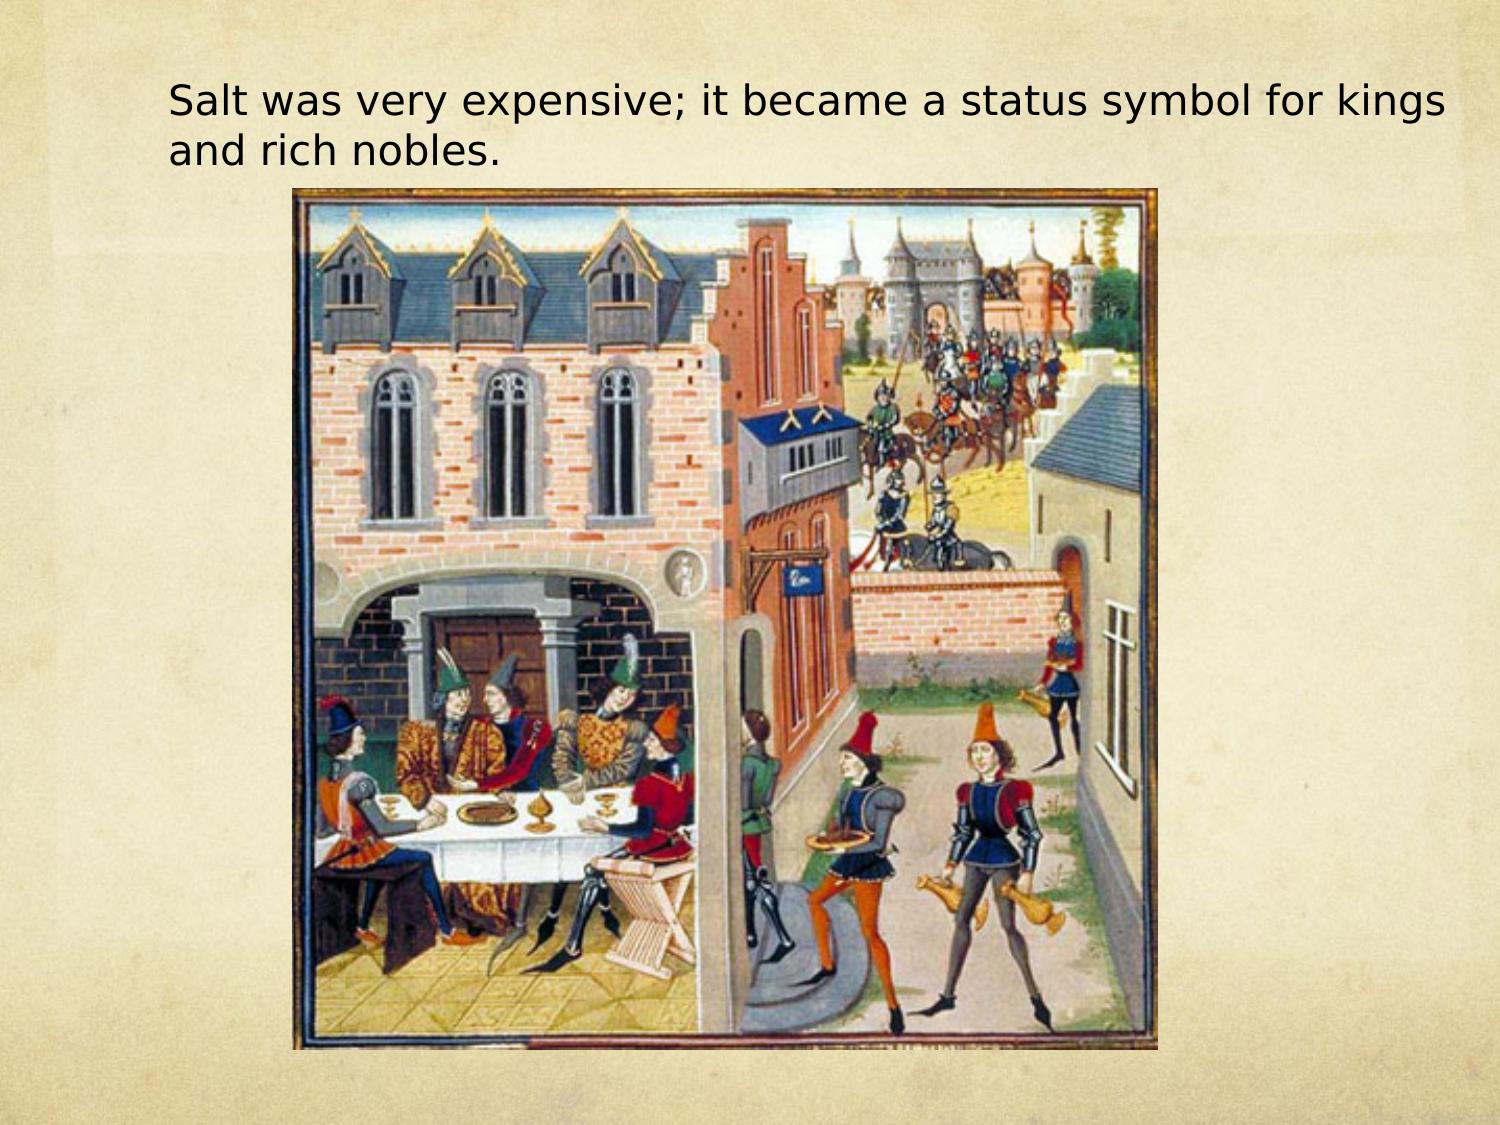 Salt was very expensive; it became a status symbol for kings
and rich nobles.